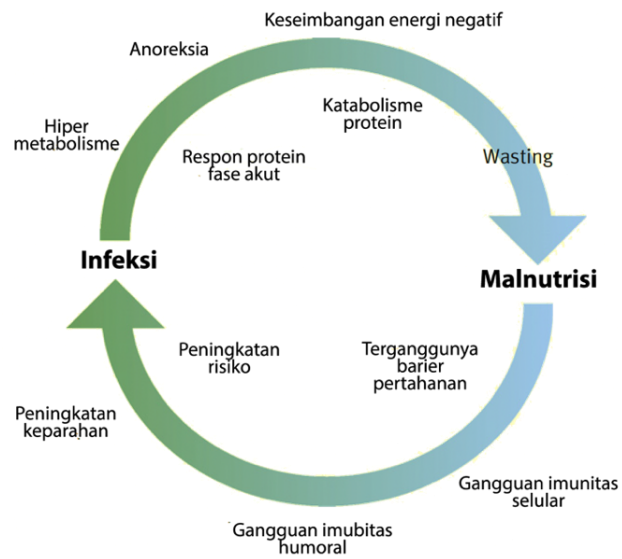 Keseimbangan energi negatif
Anoreksia
Katabolisme
protein
Hiper
metabolisme
Respon protein
fase akut
Wasting
Infeksi
Malnutrisi
Peningkatan
risiko
Terganggunya
barier
pertahanan
Peningkatan
keparahan
Gangguan imunitas
selular
Gangguan imubitas
humoral